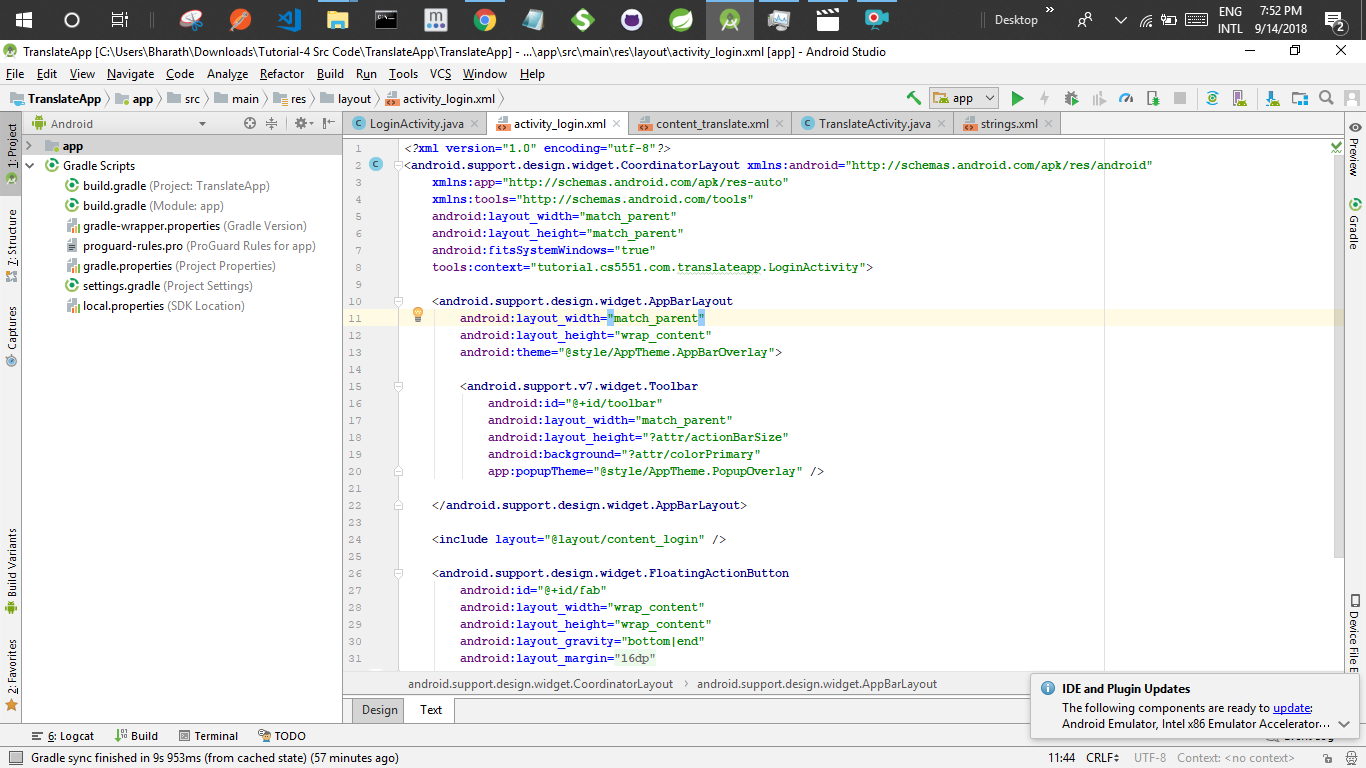 Desktop
ENG
INTL
7:52 PM
9/14/2018
2
TranslateApp [C:\Users\Bharath\Downloads\Tutorial-4 Src Code\TranslateApp\TranslateApp] - ...\app\src\main\res\layout\activity_login.xml [app] - Android Studio
File Edit View Navigate Code Analyze Refactor Build Run Tools VCS Window Help
TranslateApp app src main res layout activity_login.xml
app
Android
LoginActivity.java activity_login.xml content_translate.xml TranslateActivity.java strings.xml
1: Project
7: Structure
Captures
Build Variants
2: Favorites
app
Gradle Scripts
build.gradle (Project: TranslateApp)
build.gradle (Module: app)
gradle-wrapper.properties (Gradle Version)
proguard-rules.pro (ProGuard Rules for app)
gradle.properties (Project Properties)
settings.gradle (Project Settings)
local.properties (SDK Location)
1 <?xml version="1.0" encoding="utf-8"?>
2 <android.support.design.widget.CoordinatorLayout xmlns:android="http://schemas.android.com/apk/res/android"
3 xmlns:app="http://schemas.android.com/apk/res-auto"
4 xmlns:tools="http://schemas.android.com/tools"
5 android:layout_width="match_parent"
6 android:layout_height="match_parent"
7 android:fitsSystemWindows="true"
8 tools:context="tutorial.cs5551.com.translateapp.LoginActivity">
9
10 <android.support.design.widget.AppBarLayout
11 android:layout_width="match_parent"
12 android:layout_height="wrap_content"
13 android:theme="@style/AppTheme.AppBarOverlay">
14
15 <android.support.v7.widget.Toolbar
16 android:id="@+id/toolbar"
17 android:layout_width="match_parent"
18 android:layout_height="?attr/actionBarSize"
19 android:background="?attr/colorPrimary"
20 app:popupTheme="@style/AppTheme.PopupOverlay" />
21
22 </android.support.design.widget.AppBarLayout>
23
24 <include layout="@layout/content_login" />
25
26 <android.support.design.widget.FloatingActionButton
27 android:id="@+id/fab"
28 android:layout_width="wrap_content"
29 android:layout_height="wrap_content"
30 android:layout_gravity="bottom|end"
31 android:layout_margin="16dp"
Preview
Gradle
Device File E
android.support.design.widget.CoordinatorLayout android.support.design.widget.AppBarLayout
Design Text
IDE and Plugin Updates
The following components are ready to update:
Android Emulator, Intel x86 Emulator Accelerator...
6: Logcat Build Terminal TODO
Gradle sync finished in 9s 953ms (from cached state) (57 minutes ago)
11:44 CRLF UTF-8 Context: <no context>